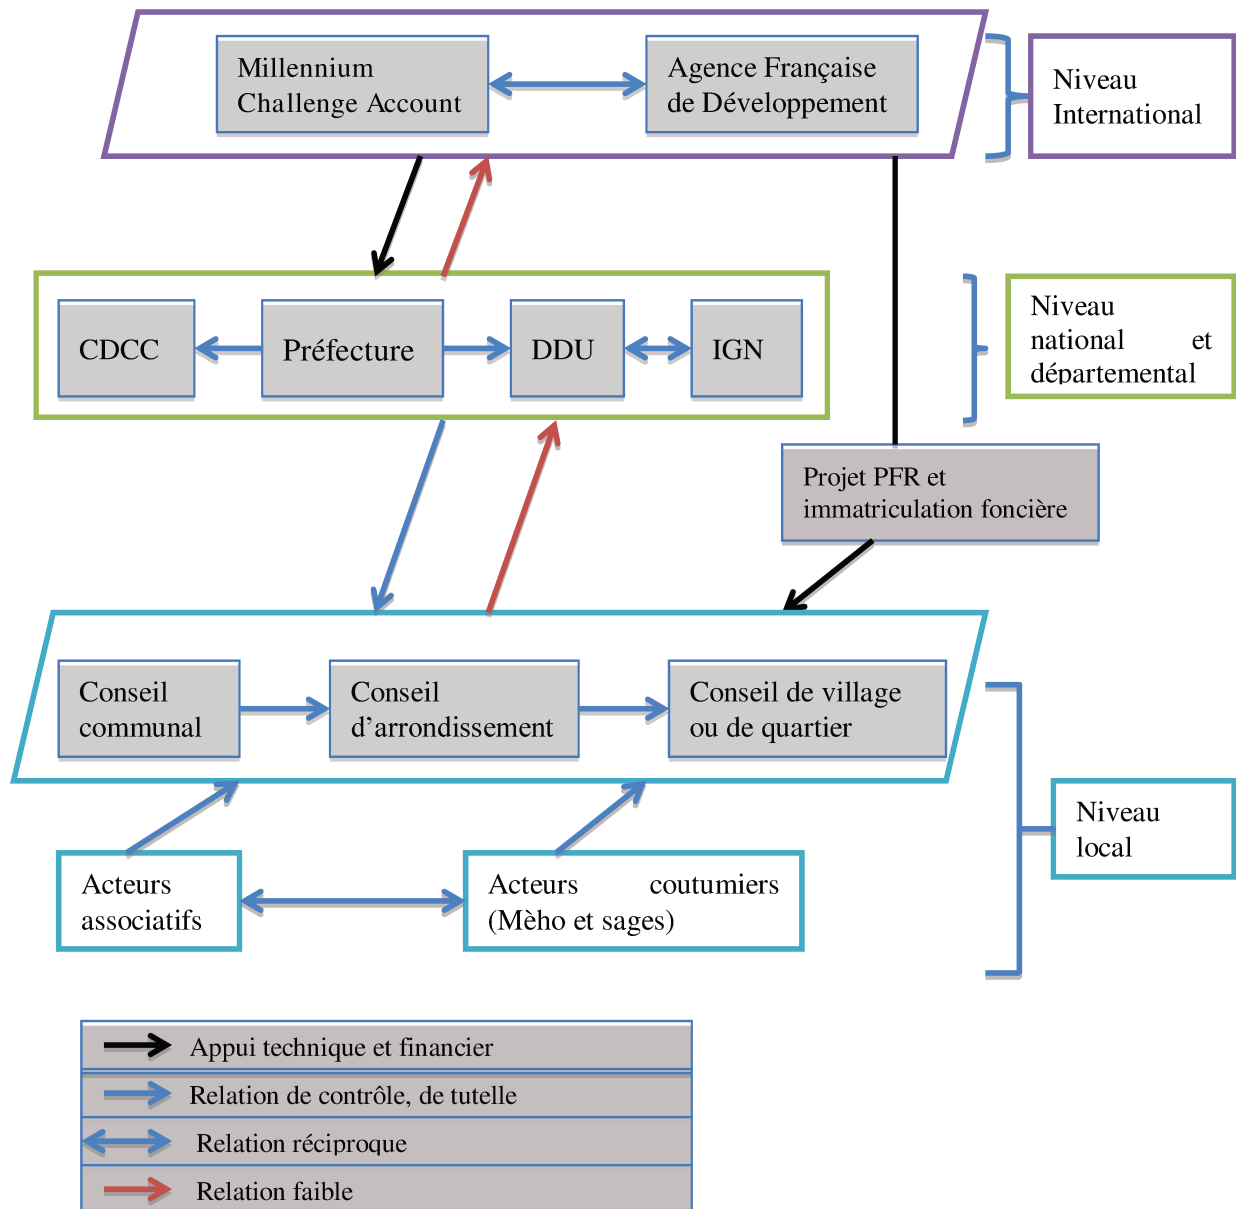 Millennium
Challenge Account
Agence Française
de Développement
Niveau
International
CDCC
Préfecture
DDU
IGN
Niveau
national et
départemental
Projet PFR et
immatriculation foncière
Conseil
communal
Conseil
d’arrondissement
Conseil de village
ou de quartier
Niveau
local
Acteurs
associatifs
Acteurs coutumiers
(Mèho et sages)
Appui technique et financier
Relation de contrôle, de tutelle
Relation réciproque
Relation faible